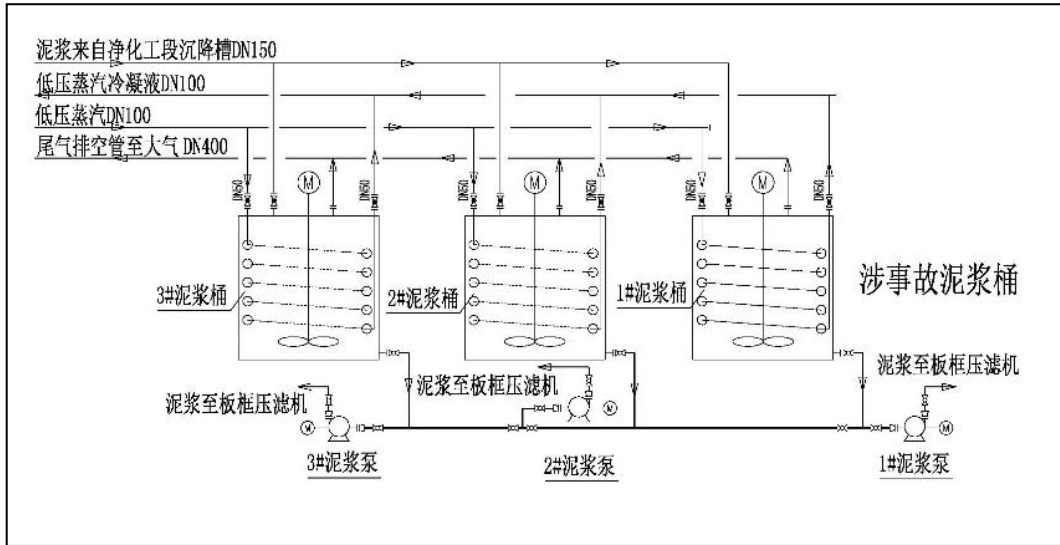 泥浆来自净化工段沉降槽DN150
低压蒸汽冷凝液DN100
低压蒸汽DN100
尾气排空管至大气DN400
DN50
M
DN50
DN50
M
DN50
DN50
M
DN50
3#泥浆桶
2#泥浆桶
1#泥浆桶
涉事故泥浆桶
泥浆至板框压滤机
泥浆至板框压滤机
泥浆至板框压滤机
M
M
M
3#泥浆泵
2#泥浆泵
1#泥浆泵